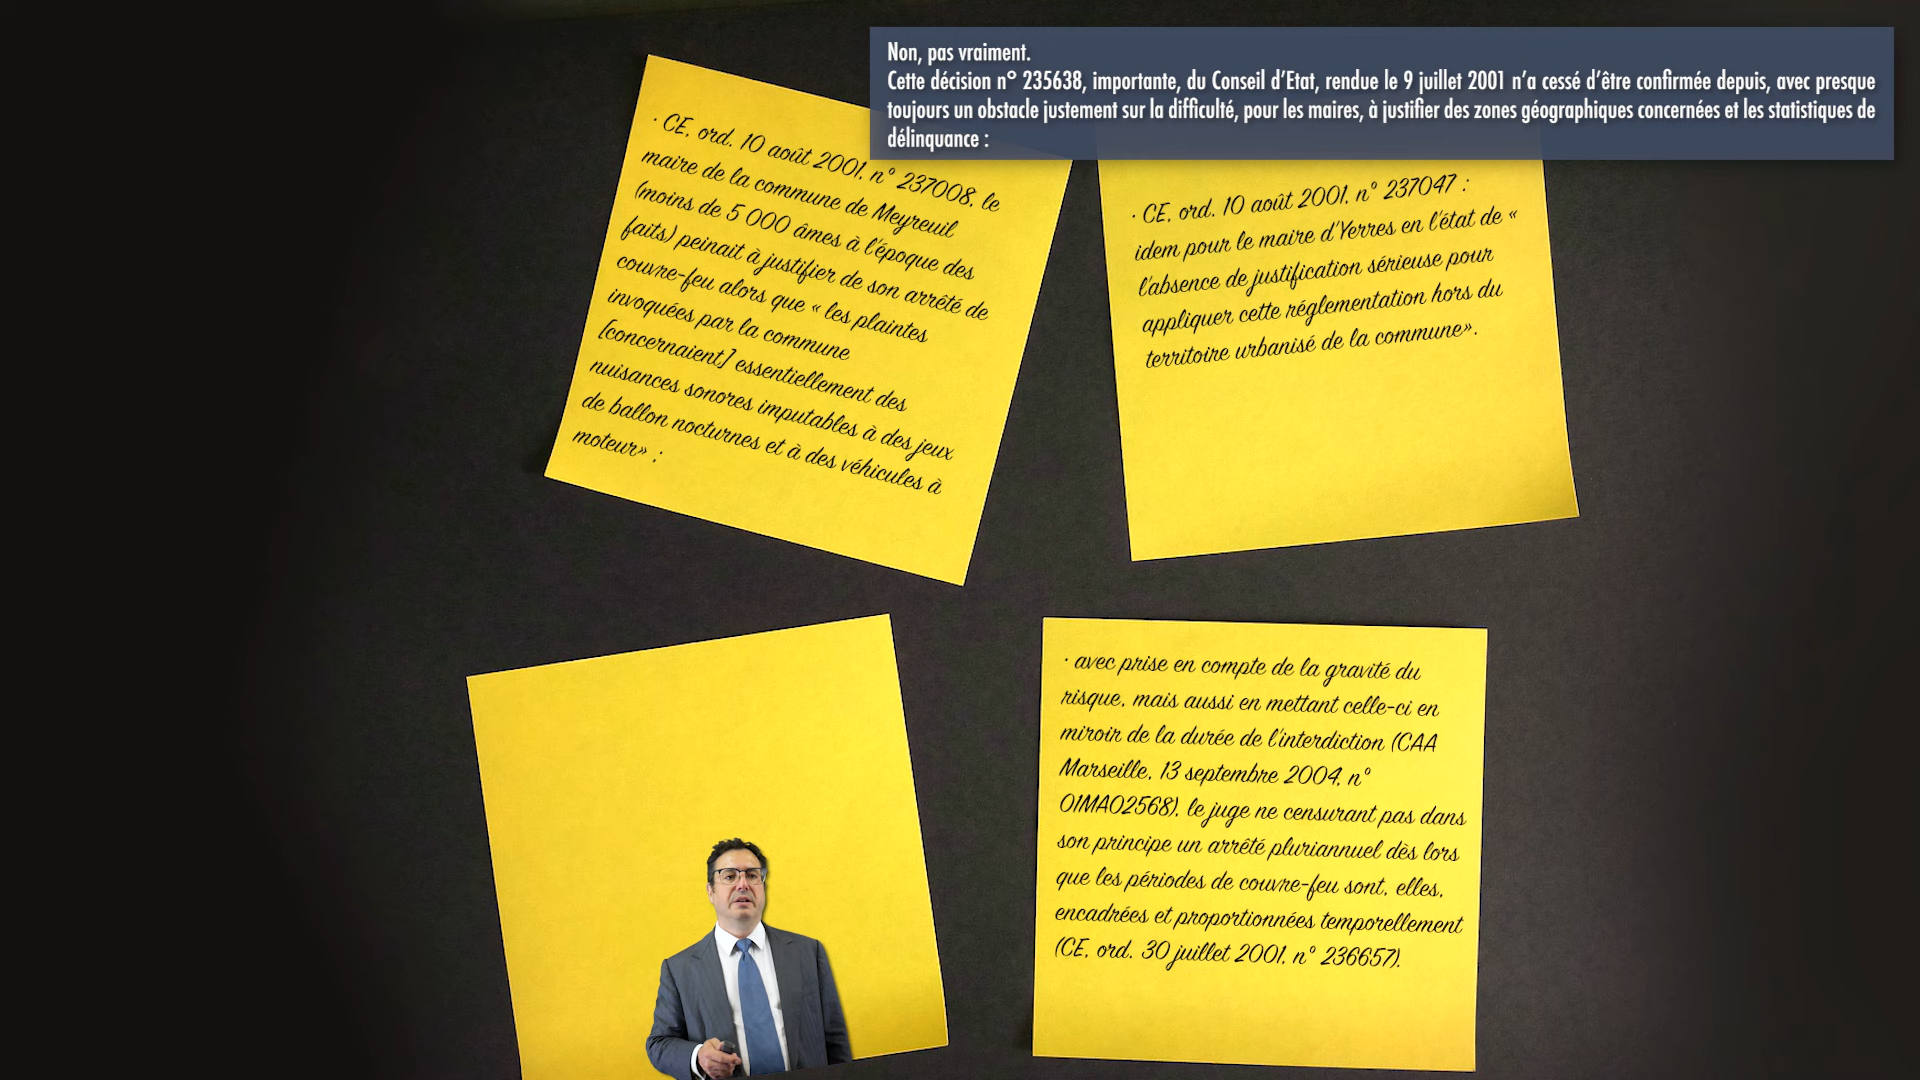 Non, pas vraiment.
Cette décision n° 235638, importante, du Conseil d’Etat, rendue le 9 juillet 2001 n’a cessé d’être confirmée depuis, avec presque
toujours un obstacle justement sur la difficulté, pour les maires, à justifier des zones géographiques concernées et les statistiques de
délinquance :
· CE, ord. 10 août 2001, n° 237008, le
maire de la commune de Meyreuil
(moins de 5 000 âmes à l'époque des
faits) peinait à justifier de son arrêté de
couvre-feu alors que « les plaintes
invoquées par la commune
[concernaient] essentiellement des
nuisances sonores imputables à des jeux
de ballon nocturnes et à des véhicules à
moteur» ;
· CE, ord. 10 août 2001, n° 237047 :
idem pour le maire d'Yerres en l'état de «
l'absence de justification sérieuse pour
appliquer cette réglementation hors du
territoire urbanisé de la commune».
· avec prise en compte de la gravité du
risque, mais aussi en mettant celle-ci en
miroir de la durée de l'interdiction (CAA
Marseille, 13 septembre 2004, n°
01MA02568), le juge ne censurant pas dans
son principe un arrêté pluriannuel dès lors
que les périodes de couvre-feu sont, elles,
encadrées et proportionnées temporellement
(CE, ord. 30 juillet 2001, n° 236657).